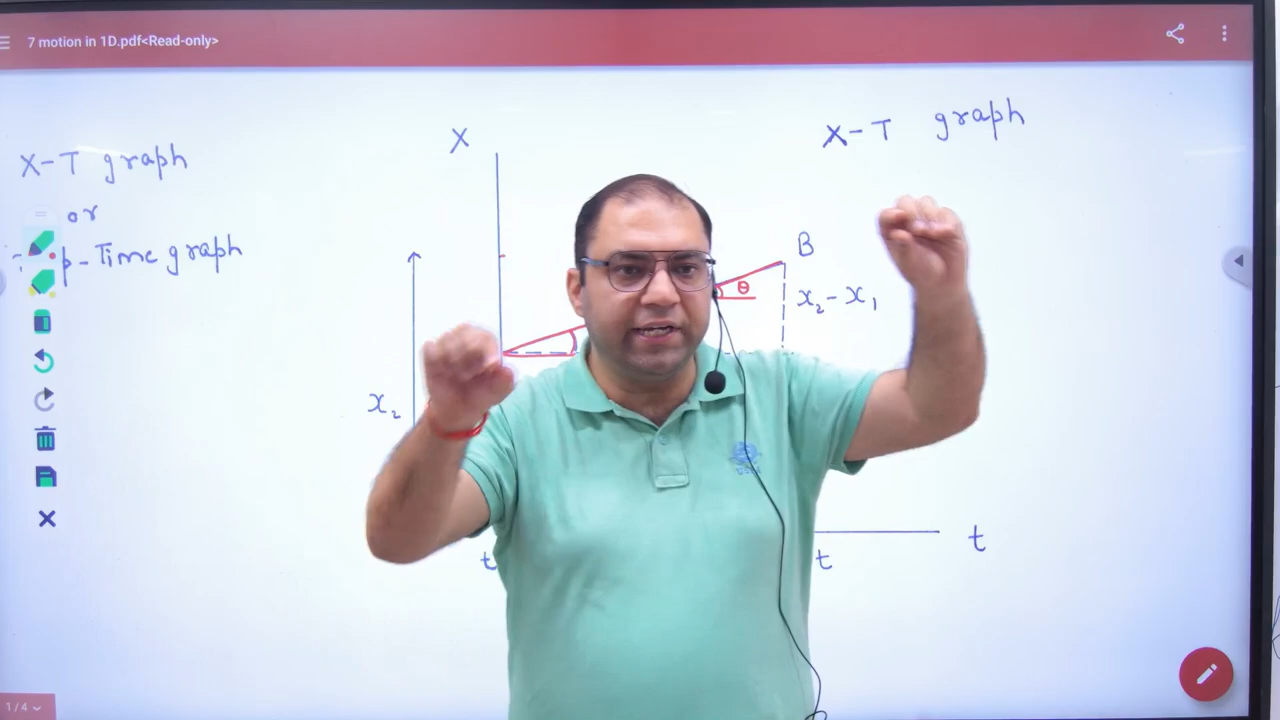 7 motion in 1D.pdf<Read-only>
X-T graph
or
p-Time graph
X
X-T graph
B
θ
x₂-x₁
x₂
t
t
t
1/4